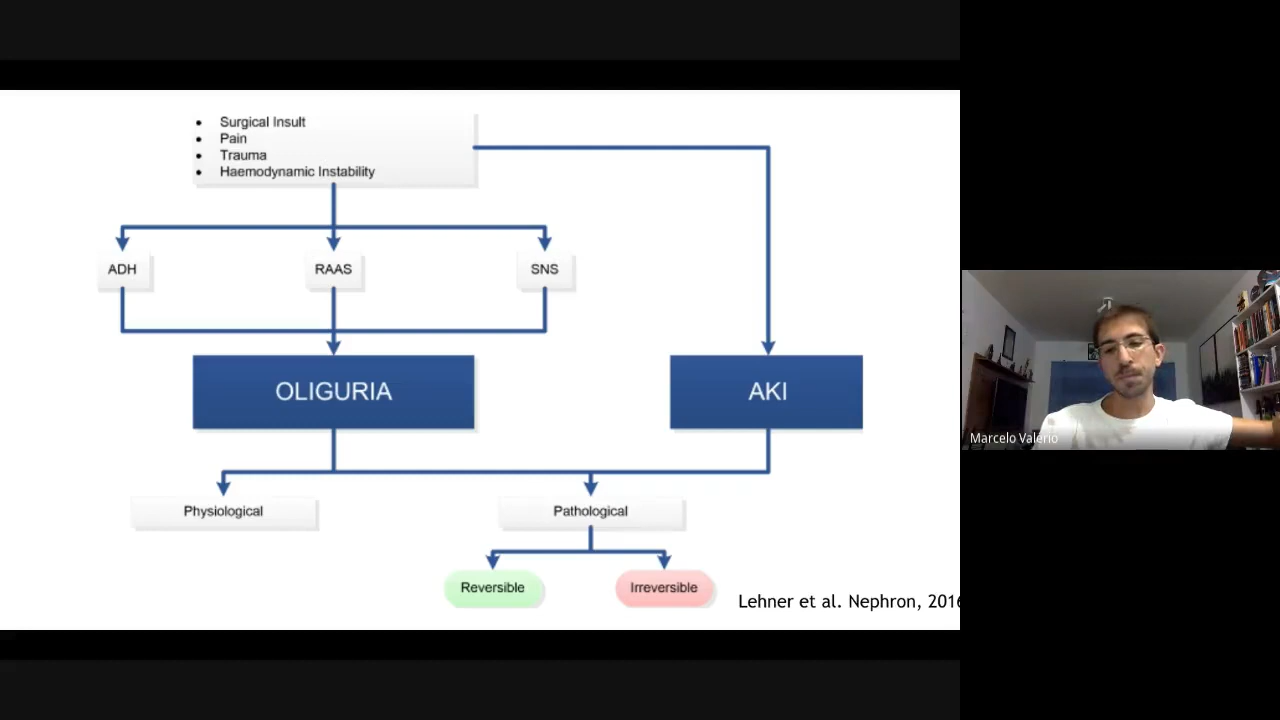 Surgical Insult
Pain
Trauma
Haemodynamic Instability
ADH
RAAS
SNS
OLIGURIA
AKI
Physiological
Pathological
Reversible
Irreversible
Lehner et al. Nephron, 2016
Marcelo Valério